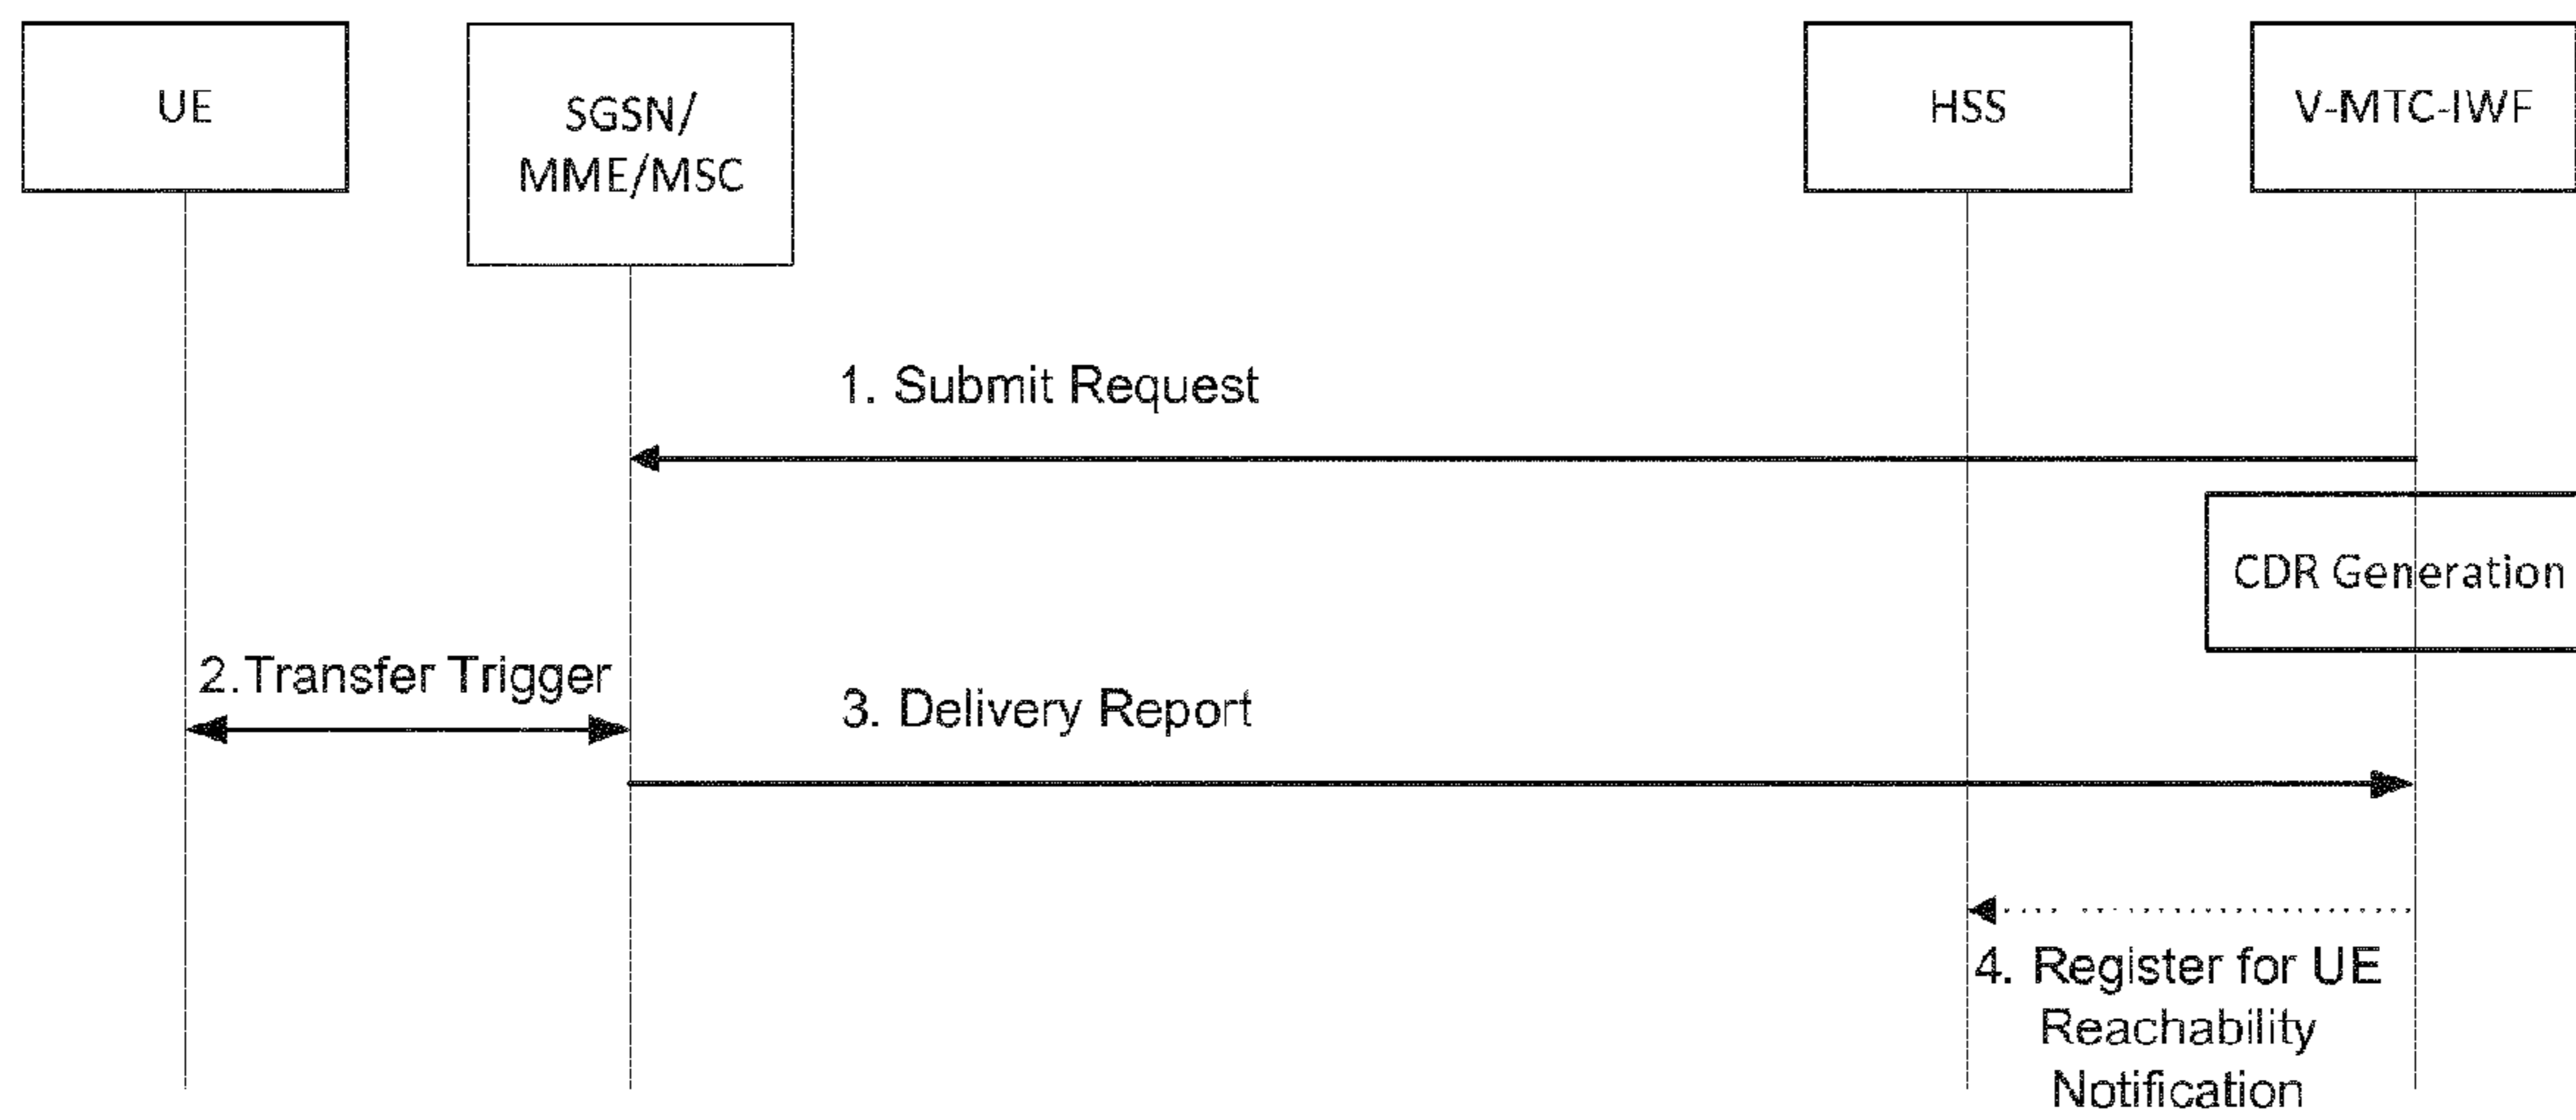 UE
SGSN/
MME/MSC
HSS
V-MTC-IWF
1. Submit Request
CDR Generation
2.Transfer Trigger
3. Delivery Report
4. Register for UE
Reachability
Notification